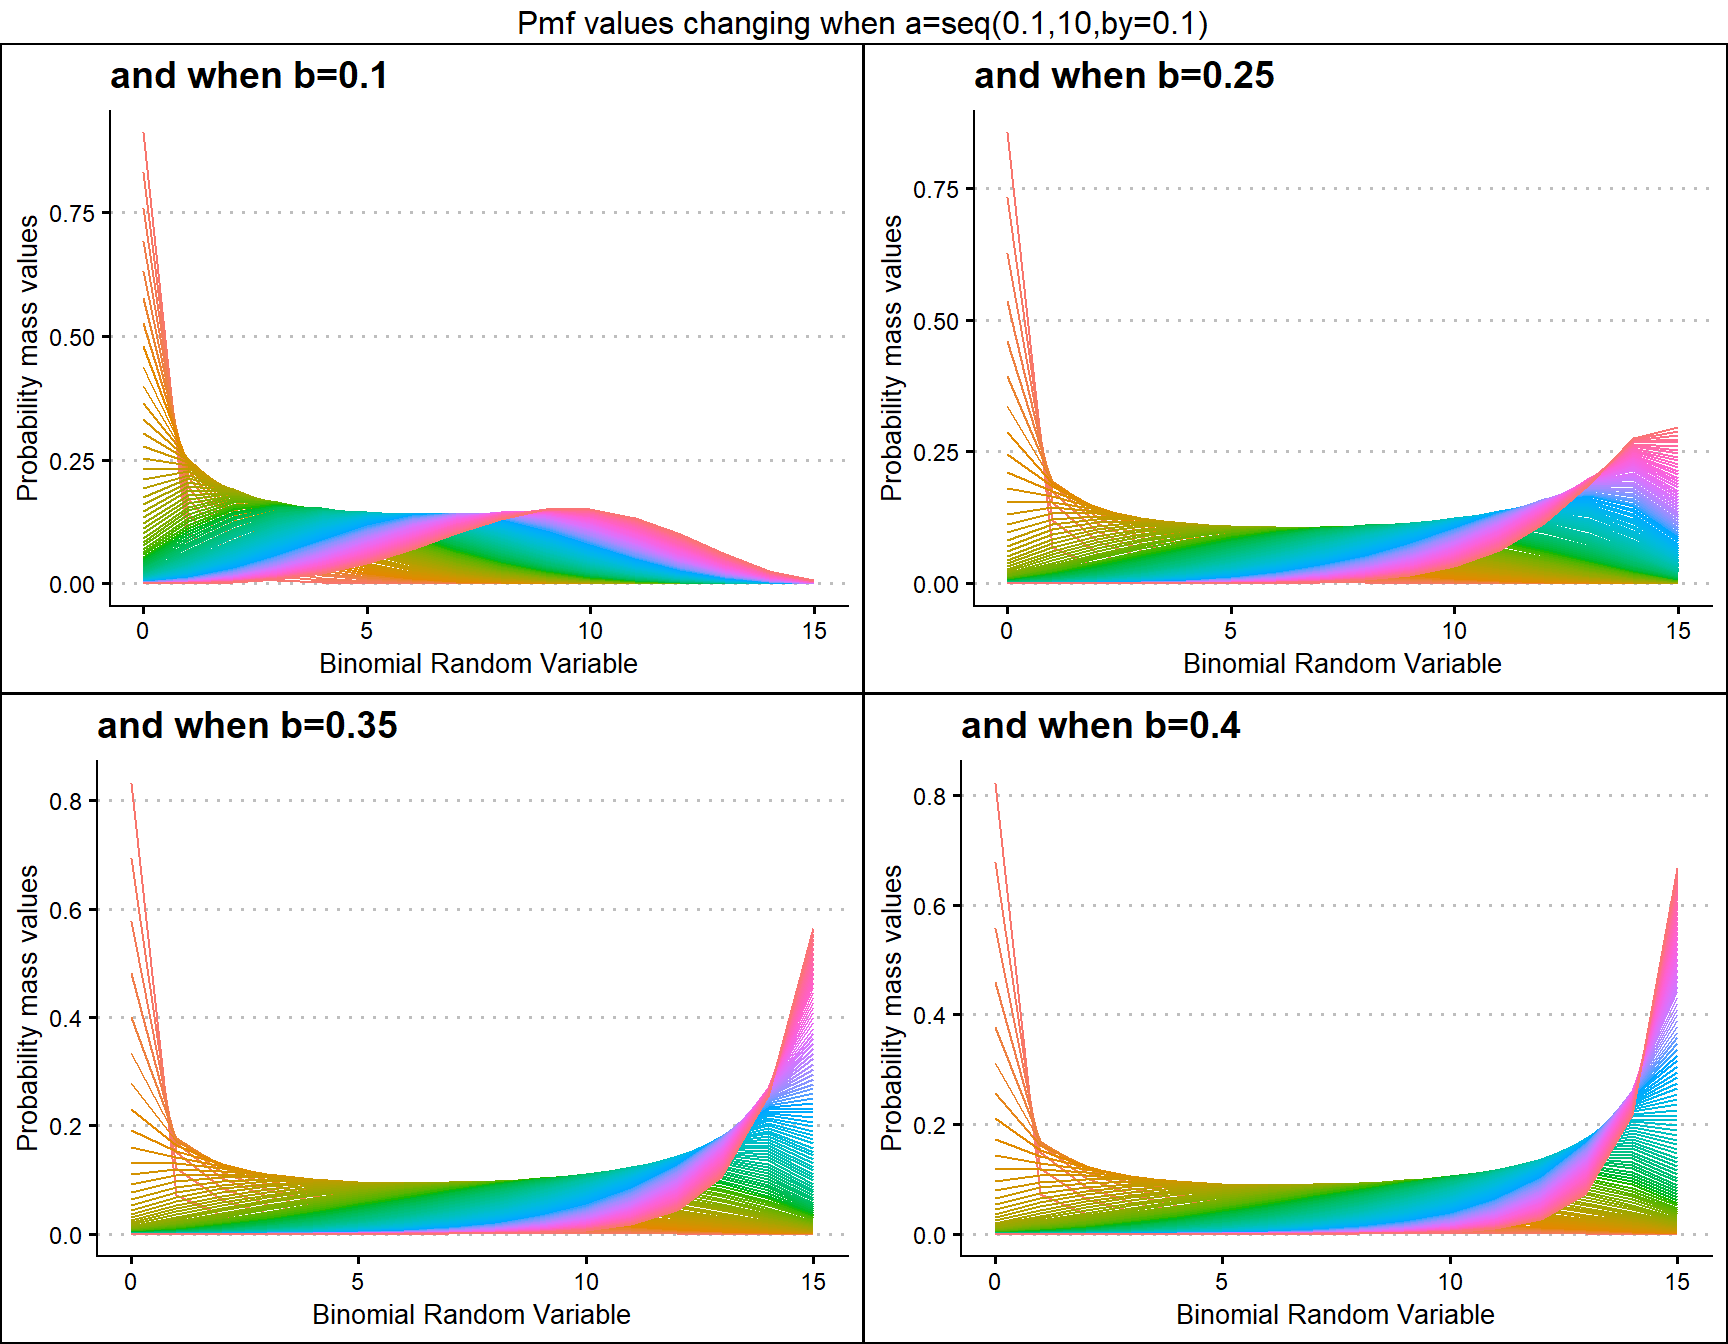 Pmf values changing when a=seq(0.1,10,by=0.1)
and when b=0.1
Probability mass values
0.75
0.50
0.25
0.00
0 5 10 15
Binomial Random Variable
and when b=0.25
Probability mass values
0.75
0.50
0.25
0.00
0 5 10 15
Binomial Random Variable
and when b=0.35
Probability mass values
0.8
0.6
0.4
0.2
0.0
0 5 10 15
Binomial Random Variable
and when b=0.4
Probability mass values
0.8
0.6
0.4
0.2
0.0
0 5 10 15
Binomial Random Variable